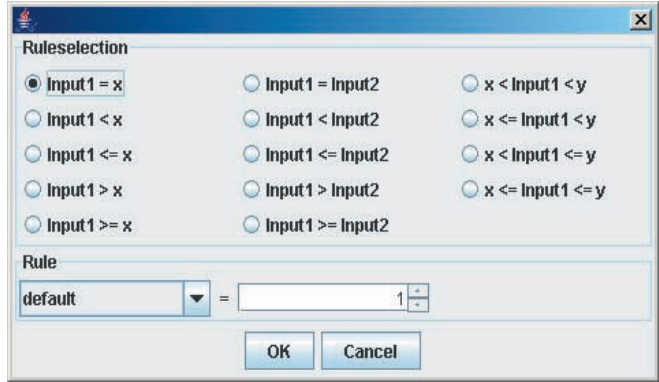 Ruleselection
Input1 = x
Input1 = Input2
x < Input1 < y
Input1 < x
Input1 < Input2
x <= Input1 < y
Input1 <= x
Input1 <= Input2
x < Input1 <= y
Input1 > x
Input1 > Input2
x <= Input1 <= y
Input1 >= x
Input1 >= Input2
Rule
default = 1
OK Cancel